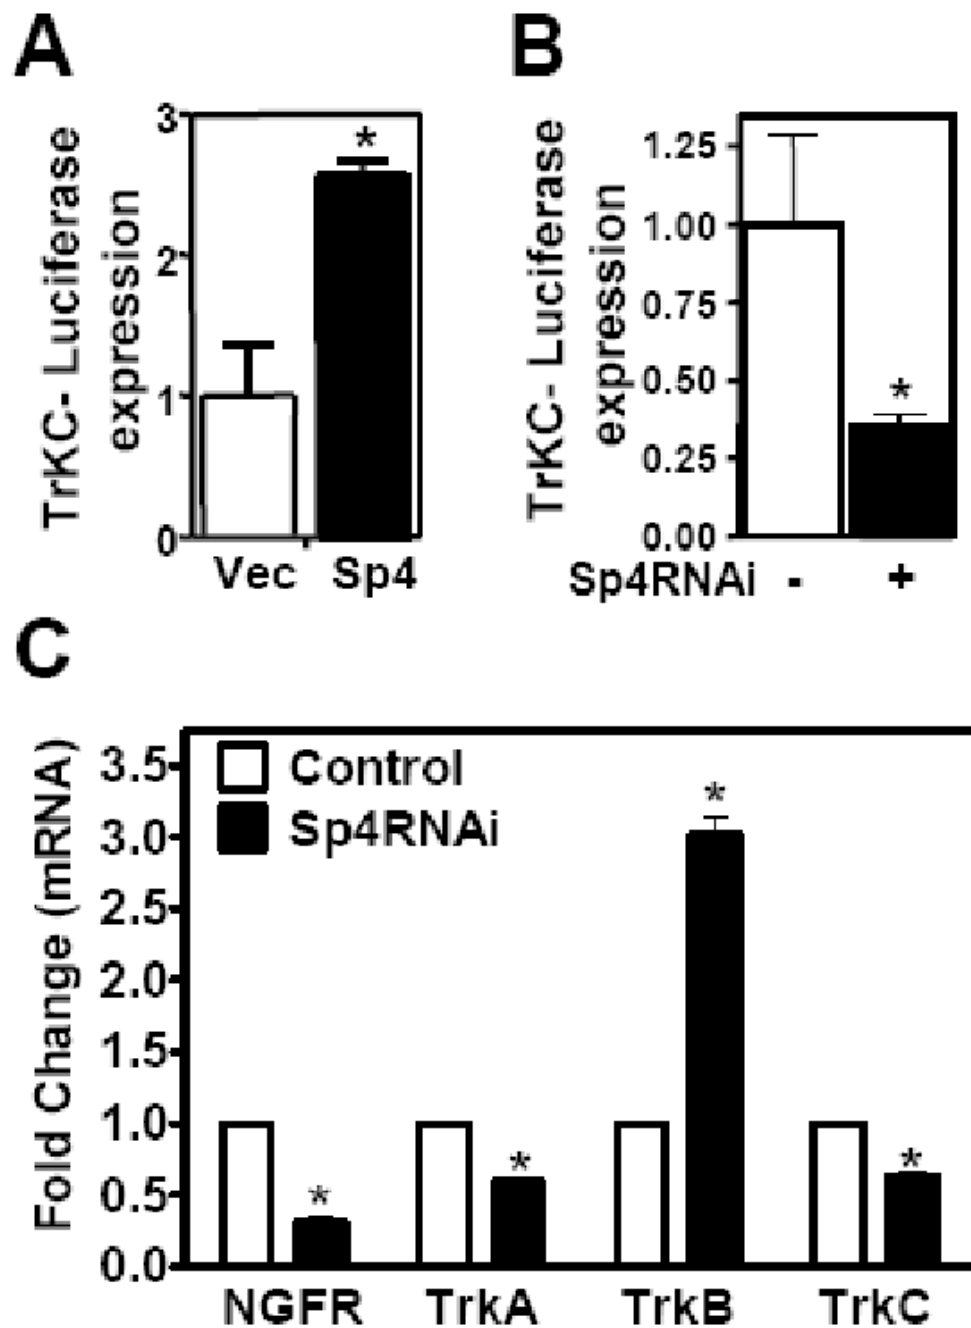 A
TrKC- Luciferase
expression
3
*
2
1
0
Vec Sp4
B
TrKC- Luciferase
expression
1.25
1.00
0.75
0.50
*
0.25
0.00
Sp4RNAi - +
C
Fold Change (mRNA)
3.5
Control
*
3.0
Sp4RNAi
2.5
2.0
1.5
1.0
* * *
0.5
0.0
NGFR TrkA TrkB TrkC